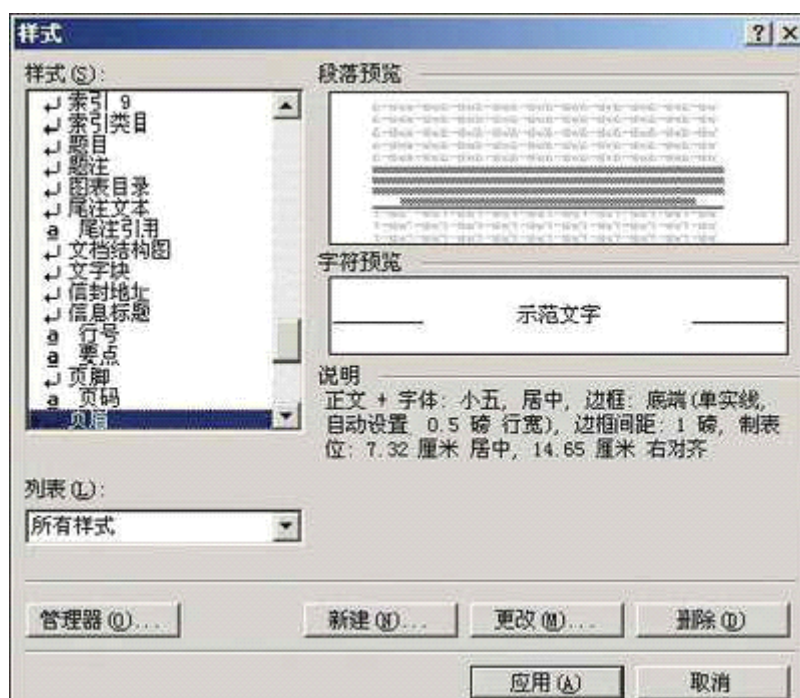 样式
样式(S):
索引 9
索引类目
题目
题注
图表目录
尾注文本
a 尾注引用
文档结构图
文字块
信封地址
信息标题
a 行号
a 要点
页脚
a 页码
页眉
列表(L):
所有样式
段落预览
字符预览
示范文字
说明
正文 + 字体: 小五, 居中, 边框: 底端(单实线,
自动设置 0.5 磅 行宽), 边框间距: 1 磅, 制表
位: 7.32 厘米 居中, 14.65 厘米 右对齐
管理器(O)... 新建(N)... 更改(M)... 删除(D)
应用(A) 取消